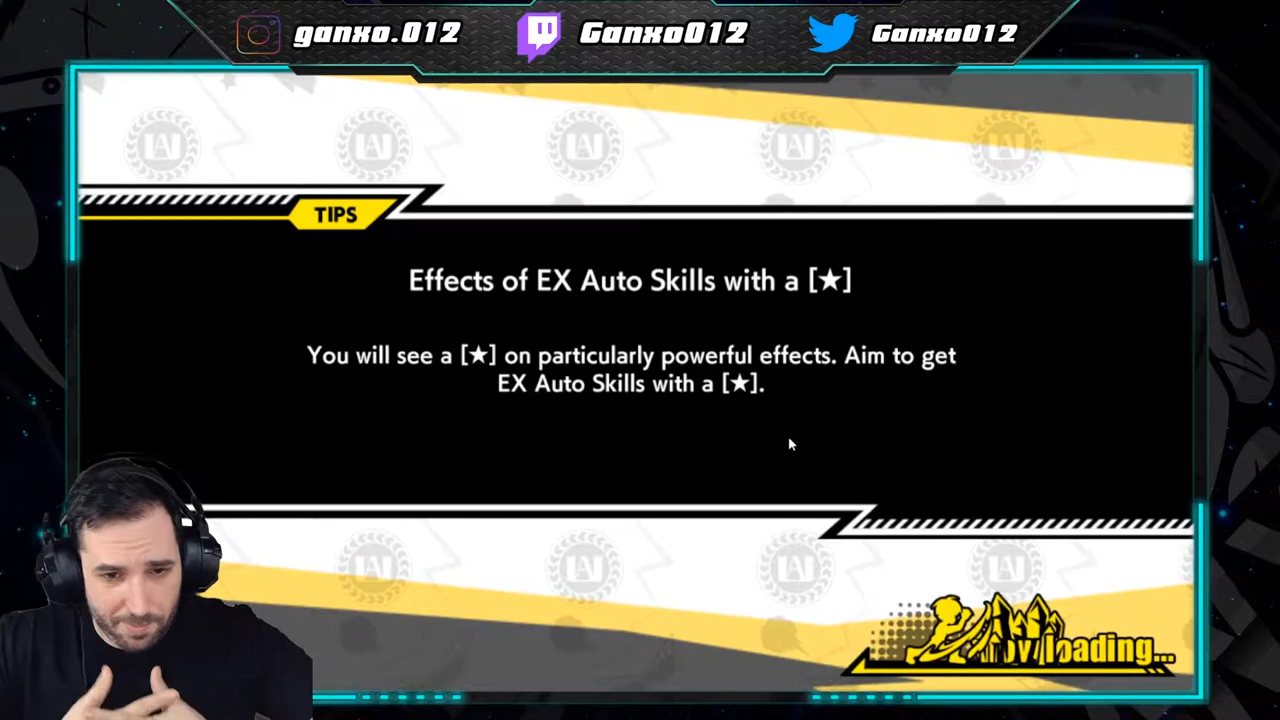 ganxo.012 Ganxo012 Ganxo012
TIPS
Effects of EX Auto Skills with a [★]
You will see a [★] on particularly powerful effects. Aim to get
EX Auto Skills with a [★].
loading...